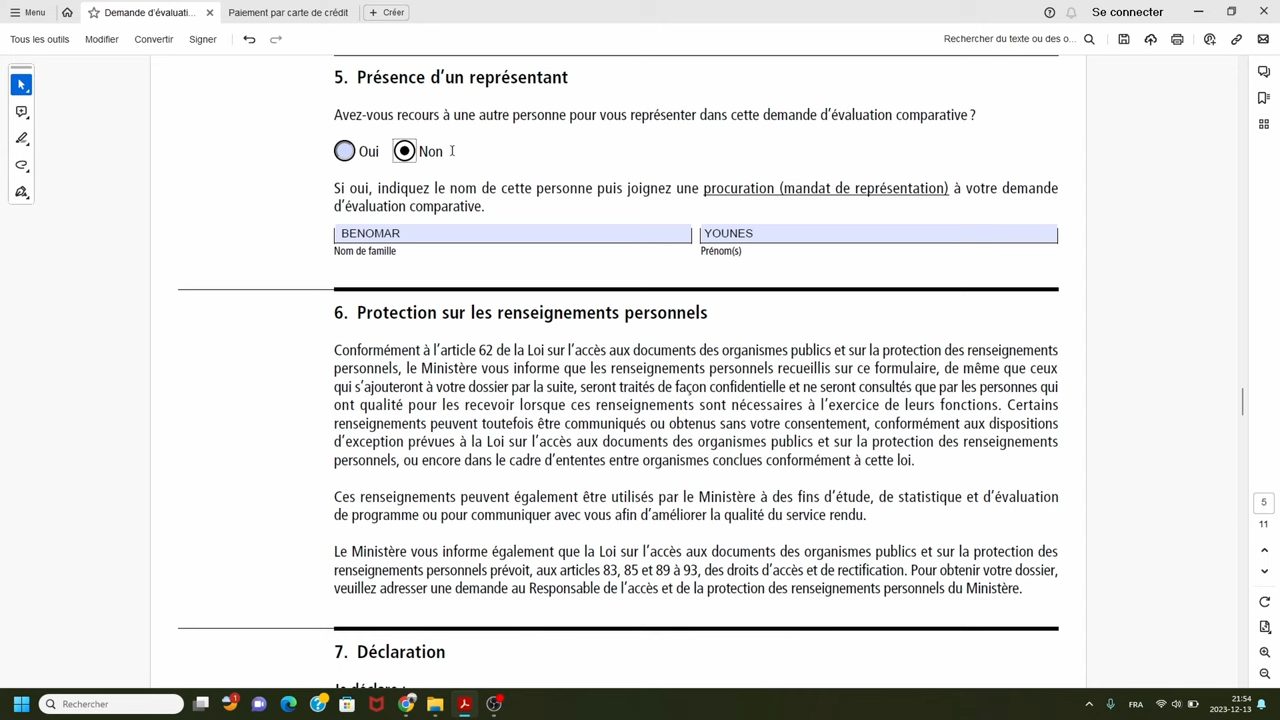 Menu
Demande d'évaluati...
Paiement par carte de crédit
Créer
Se connecter
Tous les outils
Modifier
Convertir
Signer
Rechercher du texte ou des o...
5. Présence d'un représentant
Avez-vous recours à une autre personne pour vous représenter dans cette demande d'évaluation comparative ?
Oui
Non
Si oui, indiquez le nom de cette personne puis joignez une procuration (mandat de représentation) à votre demande
d'évaluation comparative.
BENOMAR
YOUNES
Nom de famille
Prénom(s)
6. Protection sur les renseignements personnels
Conformément à l'article 62 de la Loi sur l'accès aux documents des organismes publics et sur la protection des renseignements
personnels, le Ministère vous informe que les renseignements personnels recueillis sur ce formulaire, de même que ceux
qui s'ajouteront à votre dossier par la suite, seront traités de façon confidentielle et ne seront consultés que par les personnes qui
ont qualité pour les recevoir lorsque ces renseignements sont nécessaires à l'exercice de leurs fonctions. Certains
renseignements peuvent toutefois être communiqués ou obtenus sans votre consentement, conformément aux dispositions
d'exception prévues à la Loi sur l'accès aux documents des organismes publics et sur la protection des renseignements
personnels, ou encore dans le cadre d'ententes entre organismes conclues conformément à cette loi.
Ces renseignements peuvent également être utilisés par le Ministère à des fins d'étude, de statistique et d'évaluation
de programme ou pour communiquer avec vous afin d'améliorer la qualité du service rendu.
Le Ministère vous informe également que la Loi sur l'accès aux documents des organismes publics et sur la protection des
renseignements personnels prévoit, aux articles 83, 85 et 89 à 93, des droits d'accès et de rectification. Pour obtenir votre dossier,
veuillez adresser une demande au Responsable de l'accès et de la protection des renseignements personnels du Ministère.
7. Déclaration
Je déclare :
5
11
Rechercher
1
FRA
21:54
2023-12-13